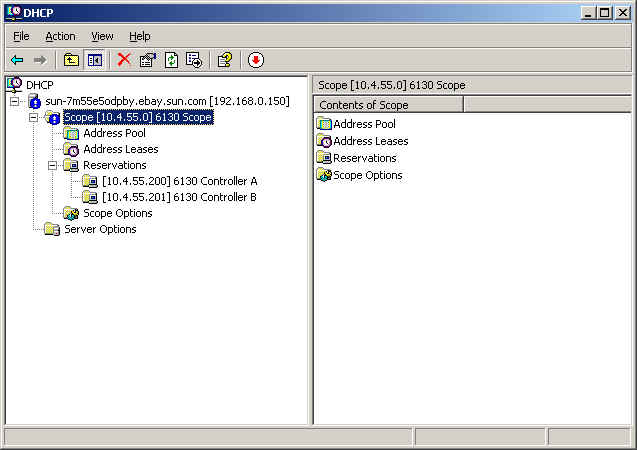 DHCP
File Action View Help
DHCP
sun-7m55e5odpby.ebay.sun.com [192.168.0.150]
Scope [10.4.55.0] 6130 Scope
Address Pool
Address Leases
Reservations
[10.4.55.200] 6130 Controller A
[10.4.55.201] 6130 Controller B
Scope Options
Server Options
Scope [10.4.55.0] 6130 Scope
Contents of Scope
Address Pool
Address Leases
Reservations
Scope Options